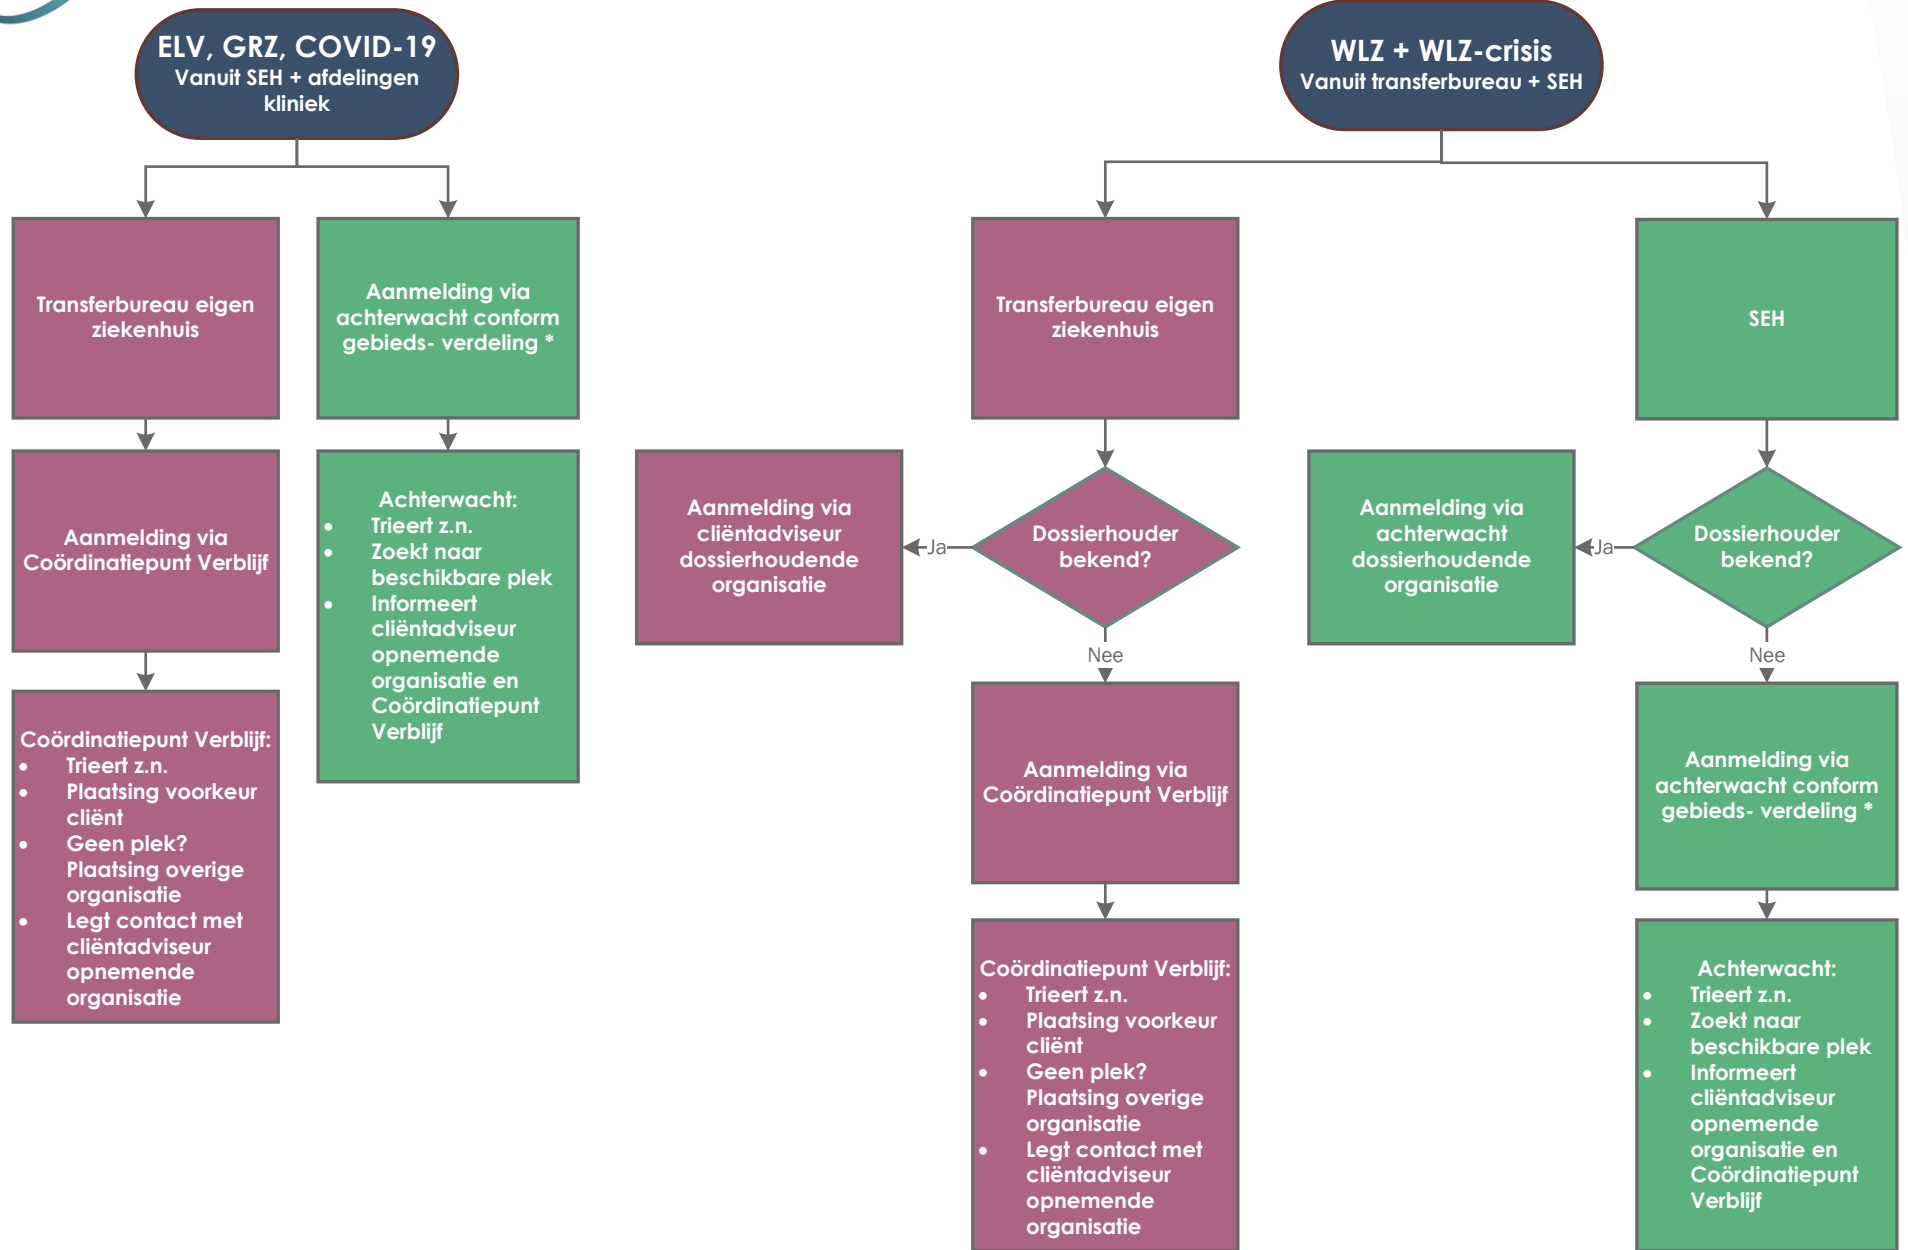 ELV, GRZ, COVID-19
Vanuit SEH + afdelingen
kliniek
Transferbureau eigen
ziekenhuis
Aanmelding via
Coördinatiepunt Verblijf
Coördinatiepunt Verblijf:
• Trieert z.n.
• Plaatsing voorkeur
cliënt
• Geen plek?
Plaatsing overige
organisatie
• Legt contact met
cliëntadviseur
opnemende
organisatie
Aanmelding via
achterwacht conform
gebieds- verdeling *
Achterwacht:
• Trieert z.n.
• Zoekt naar
beschikbare plek
• Informeert
cliëntadviseur
opnemende
organisatie en
Coördinatiepunt
Verblijf
WLZ + WLZ-crisis
Vanuit transferbureau + SEH
Transferbureau eigen
ziekenhuis
Dossierhouder
bekend?
Ja
Aanmelding via
cliëntadviseur
dossierhoudende
organisatie
Nee
Aanmelding via
Coördinatiepunt Verblijf
Coördinatiepunt Verblijf:
• Trieert z.n.
• Plaatsing voorkeur
cliënt
• Geen plek?
Plaatsing overige
organisatie
• Legt contact met
cliëntadviseur
opnemende
organisatie
SEH
Dossierhouder
bekend?
Ja
Aanmelding via
achterwacht
dossierhoudende
organisatie
Nee
Aanmelding via
achterwacht conform
gebieds- verdeling *
Achterwacht:
• Trieert z.n.
• Zoekt naar
beschikbare plek
• Informeert
cliëntadviseur
opnemende
organisatie en
Coördinatiepunt
Verblijf